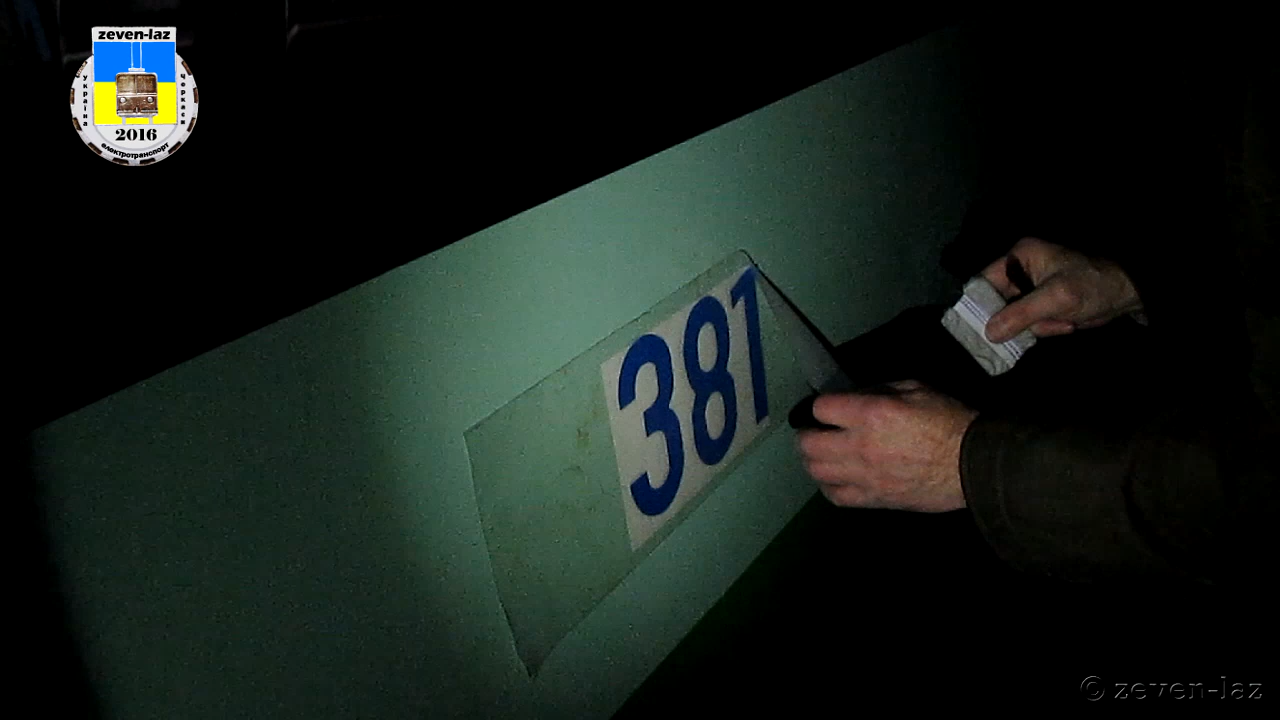 zeven-laz
Україна
Черкаси
2016
електротранспорт
381
© zeven-laz